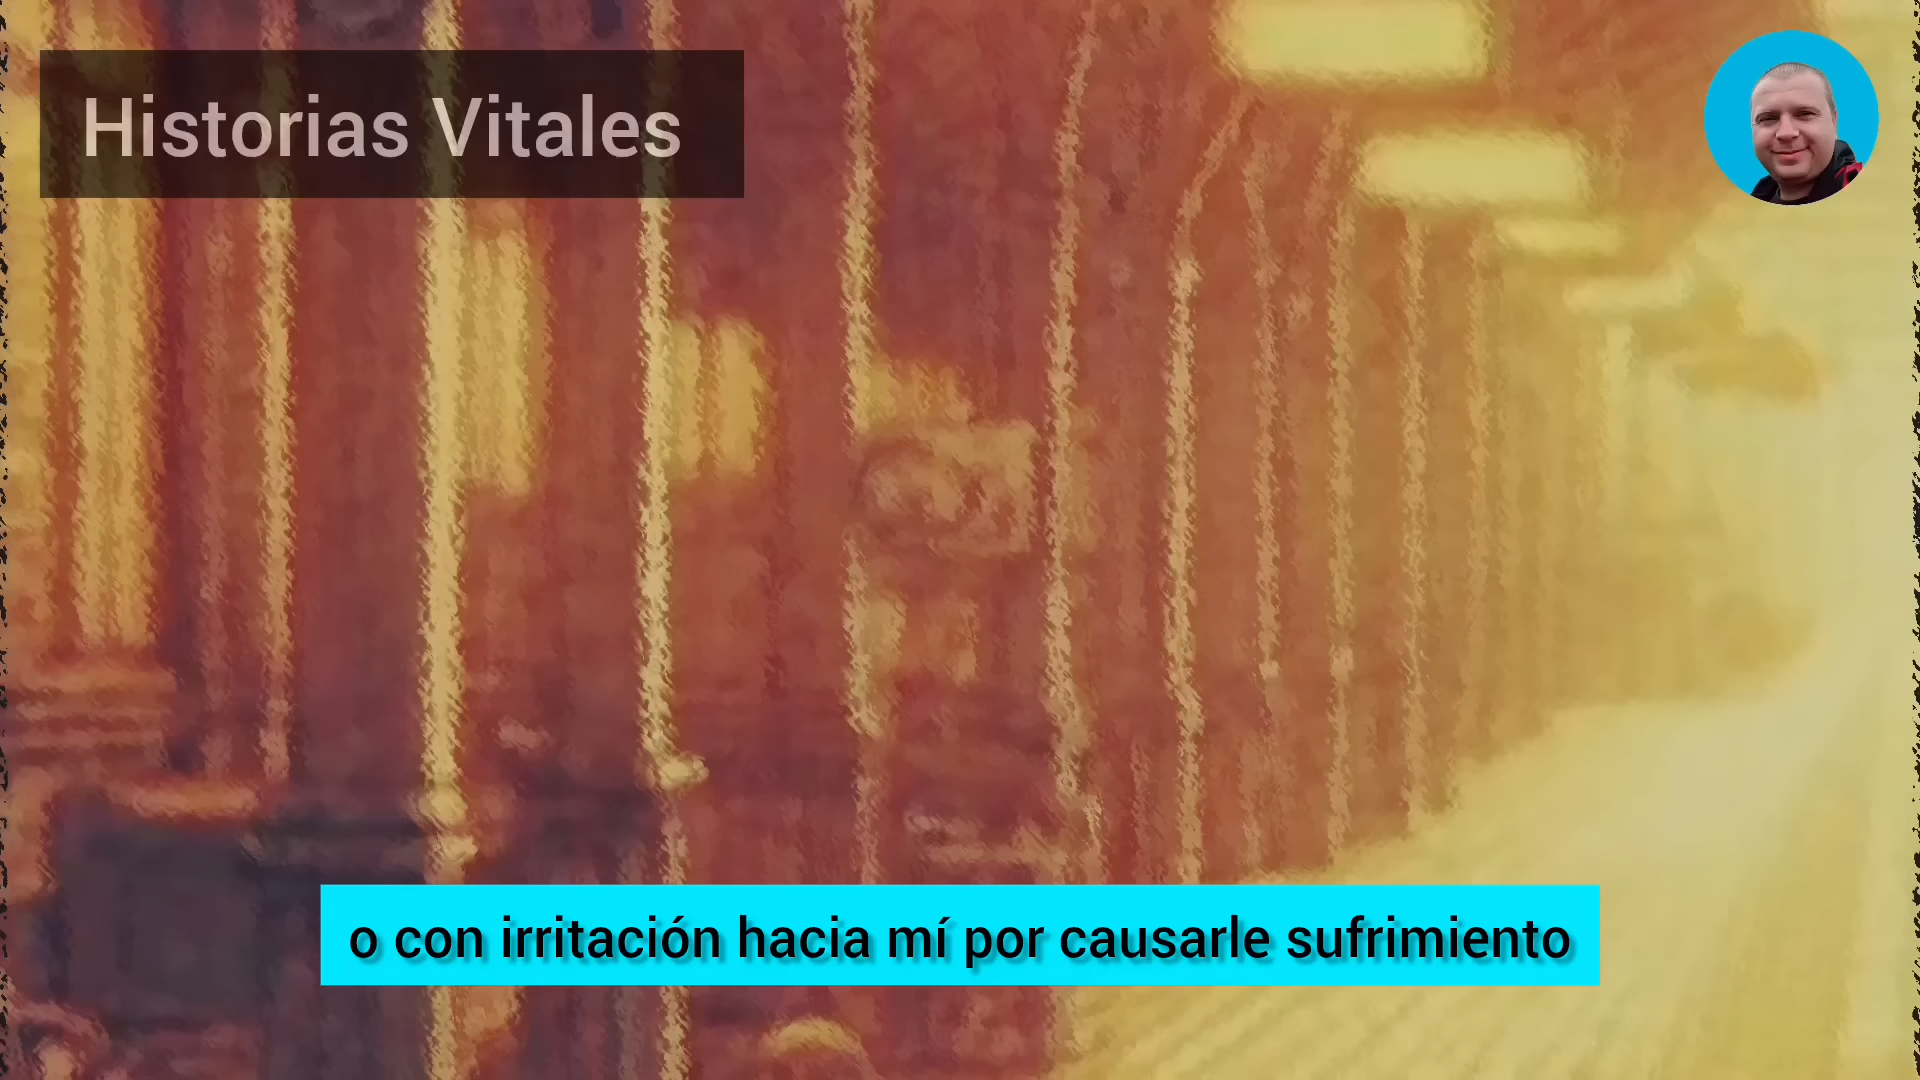 Historias Vitales
o con irritación hacia mí por causarle sufrimiento